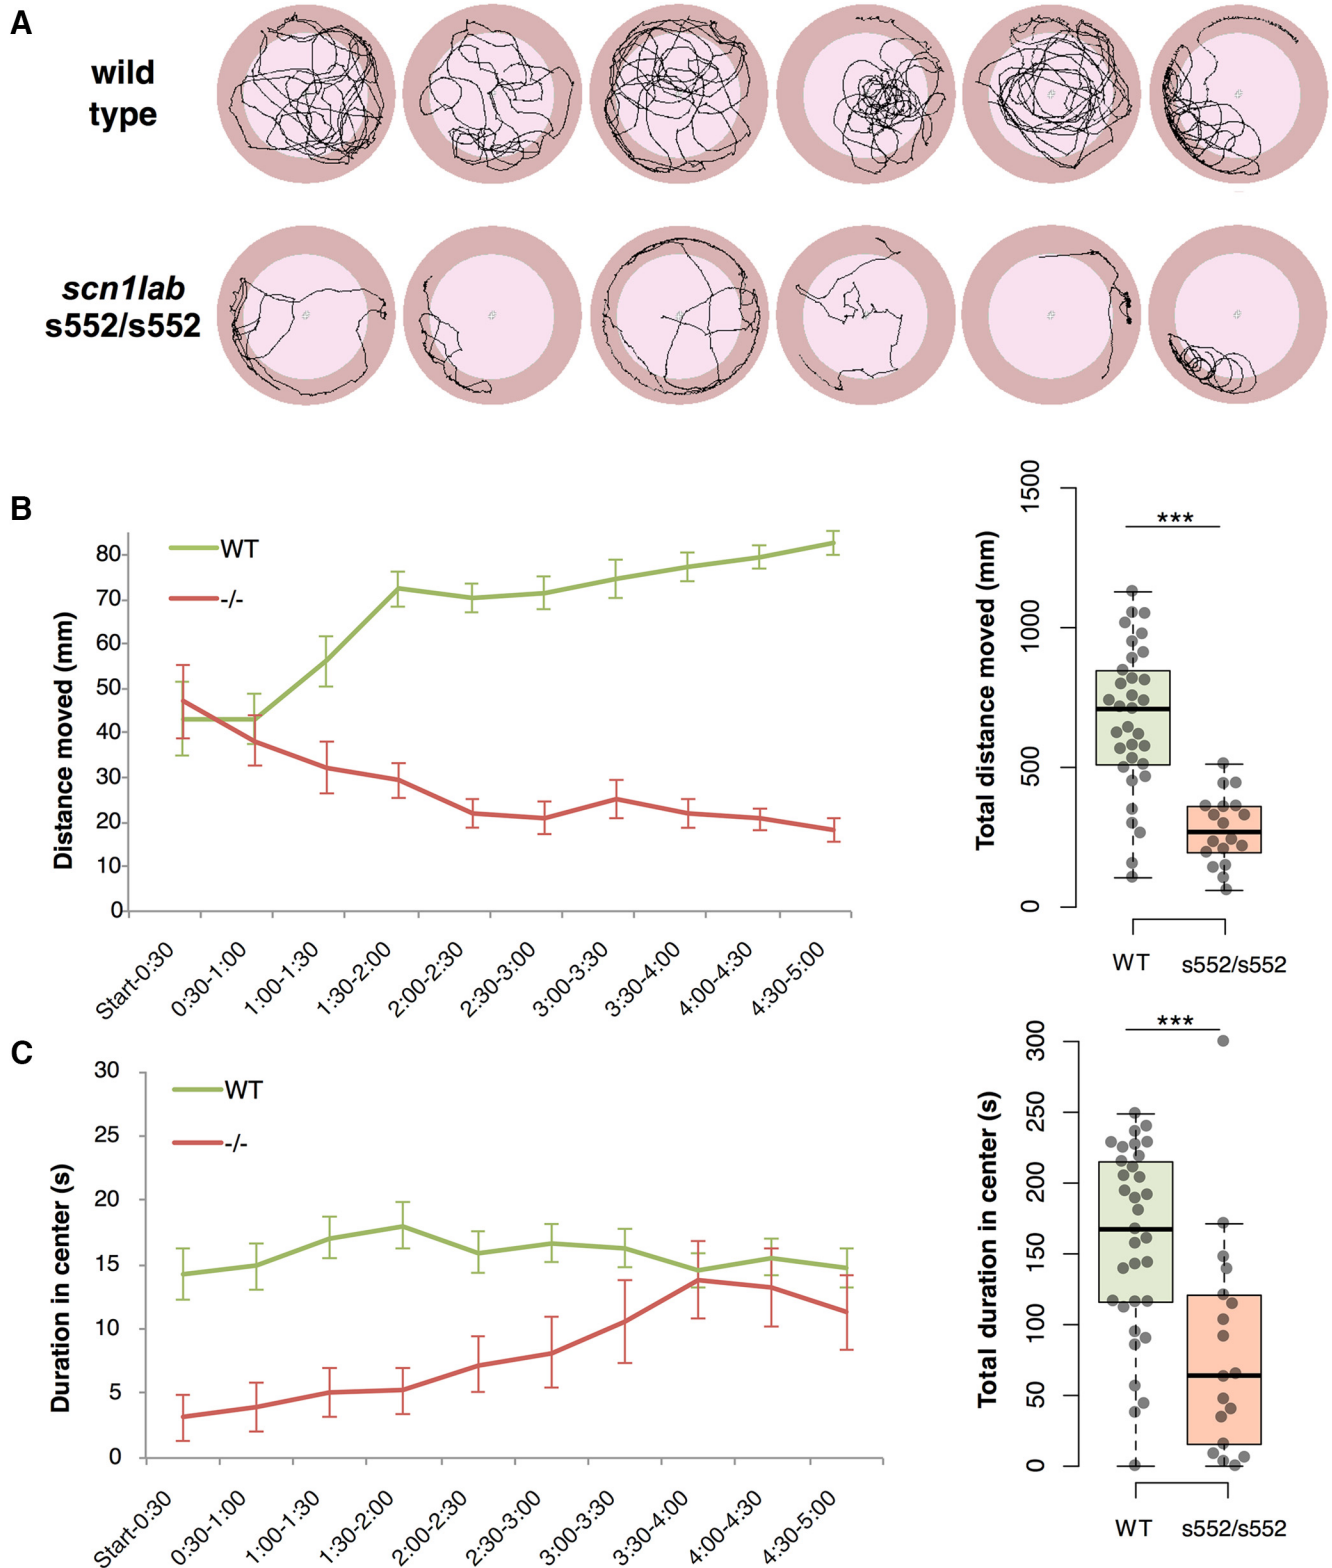 A
wild
type
scn1lab
s552/s552
B
WT
-/-
Distance moved (mm)
80
70
60
50
40
30
20
10
0
Start-0:30
0:30-1:00
1:00-1:30
1:30-2:00
2:00-2:30
2:30-3:00
3:00-3:30
3:30-4:00
4:00-4:30
4:30-5:00
Total distance moved (mm)
1500
1000
500
0
***
WT
s552/s552
C
WT
-/-
Duration in center (s)
30
25
20
15
10
5
0
Start-0:30
0:30-1:00
1:00-1:30
1:30-2:00
2:00-2:30
2:30-3:00
3:00-3:30
3:30-4:00
4:00-4:30
4:30-5:00
Total duration in center (s)
300
250
200
150
100
50
0
***
WT
s552/s552